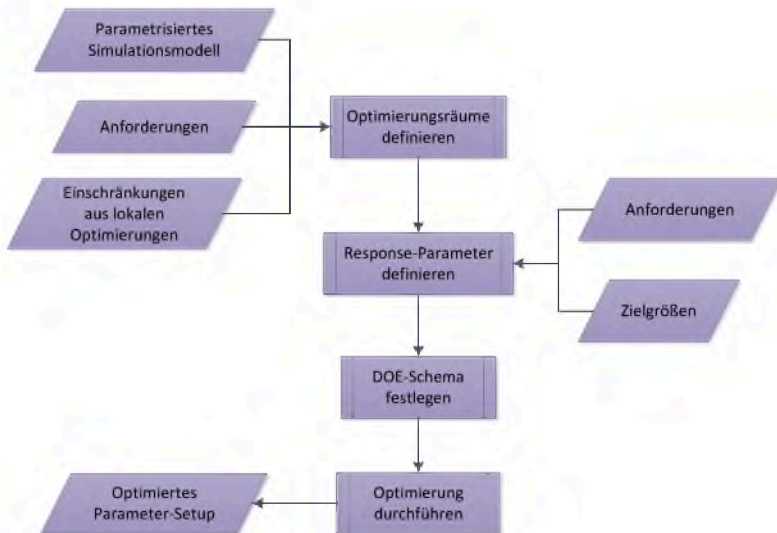 Parametrisiertes
Simulationsmodell
Anforderungen
Optimierungsräume
definieren
Einschränkungen
aus lokalen
Optimierungen
Anforderungen
Response-Parameter
definieren
Zielgrößen
DOE-Schema
festlegen
Optimiertes
Parameter-Setup
Optimierung
durchführen